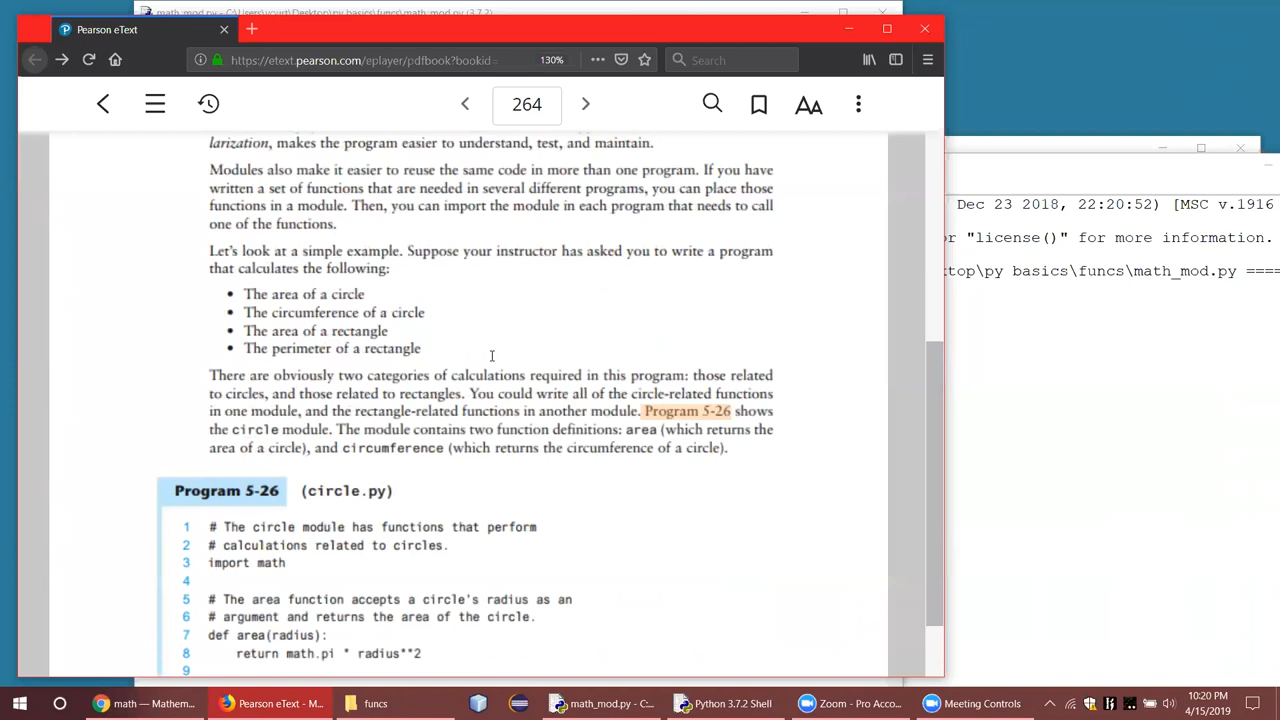 math_mod.py - C:\Users\yourt\Desktop\py basics\funcs\math_mod.py (3.7.2)
Pearson eText
https://etext.pearson.com/eplayer/pdfbook?bookid=
130%
Search
264
larization, makes the program easier to understand, test, and maintain.
Modules also make it easier to reuse the same code in more than one program. If you have
written a set of functions that are needed in several different programs, you can place those
functions in a module. Then, you can import the module in each program that needs to call
one of the functions.
Let's look at a simple example. Suppose your instructor has asked you to write a program
that calculates the following:
• The area of a circle
• The circumference of a circle
• The area of a rectangle
• The perimeter of a rectangle
There are obviously two categories of calculations required in this program: those related
to circles, and those related to rectangles. You could write all of the circle-related functions
in one module, and the rectangle-related functions in another module. Program 5-26 shows
the circle module. The module contains two function definitions: area (which returns the
area of a circle), and circumference (which returns the circumference of a circle).
Program 5-26 (circle.py)
1 # The circle module has functions that perform
2 # calculations related to circles.
3 import math
4
5 # The area function accepts a circle's radius as an
6 # argument and returns the area of the circle.
7 def area(radius):
8 return math.pi * radius**2
9
Dec 23 2018, 22:20:52) [MSC v.1916
or "license()" for more information.
top\py basics\funcs\math_mod.py ====
math — Mathem...
Pearson eText - M...
funcs
math_mod.py - C:...
Python 3.7.2 Shell
Zoom - Pro Acco...
Meeting Controls
10:20 PM
4/15/2019